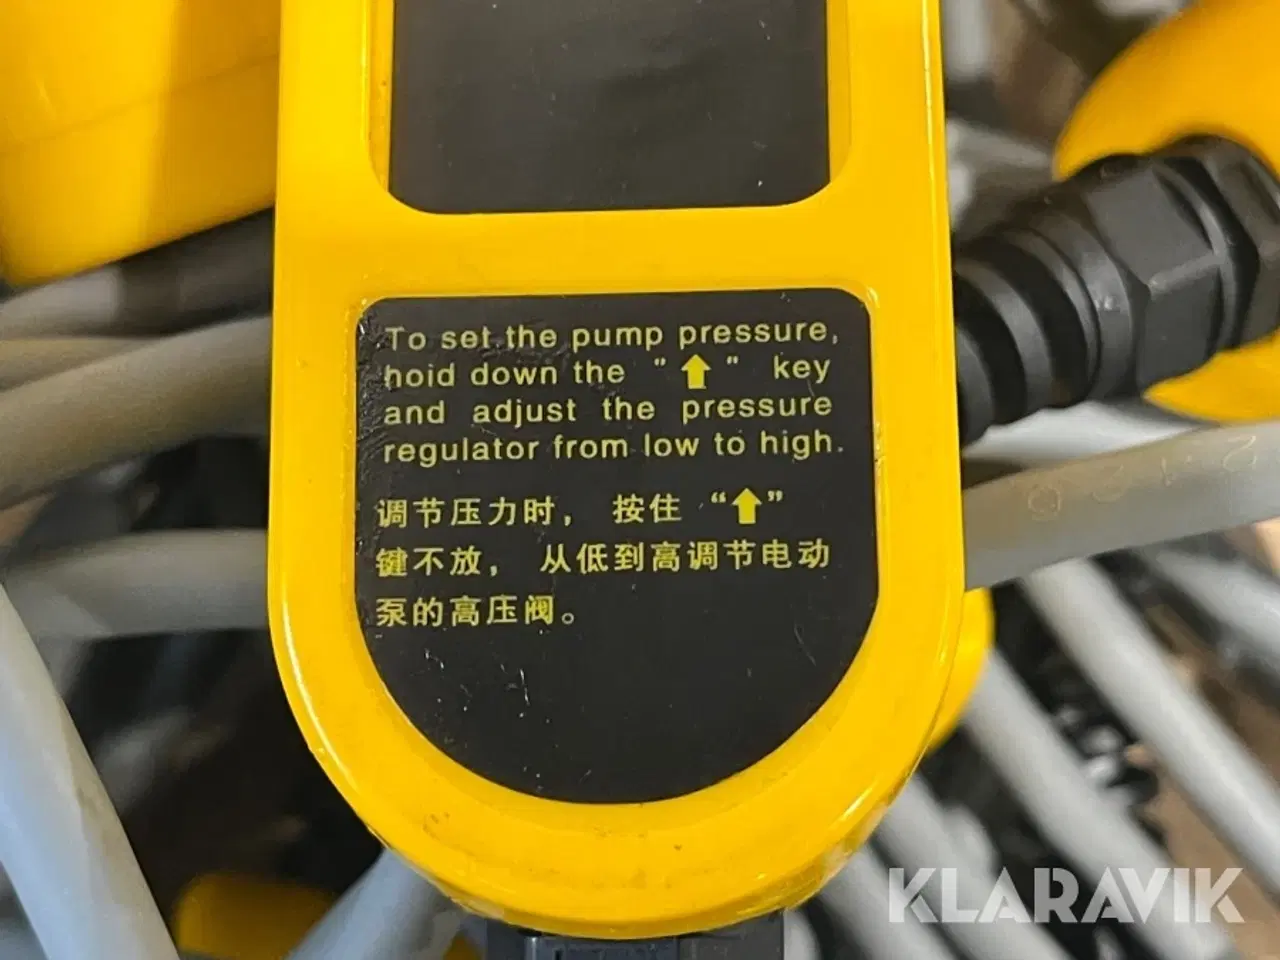 To set the pump pressure,
hoid down the "⬆" key
and adjust the pressure
regulator from low to high.
调节压力时，按住“⬆”
键不放，从低到高调节电动
泵的高压阀。
KLARAVIK